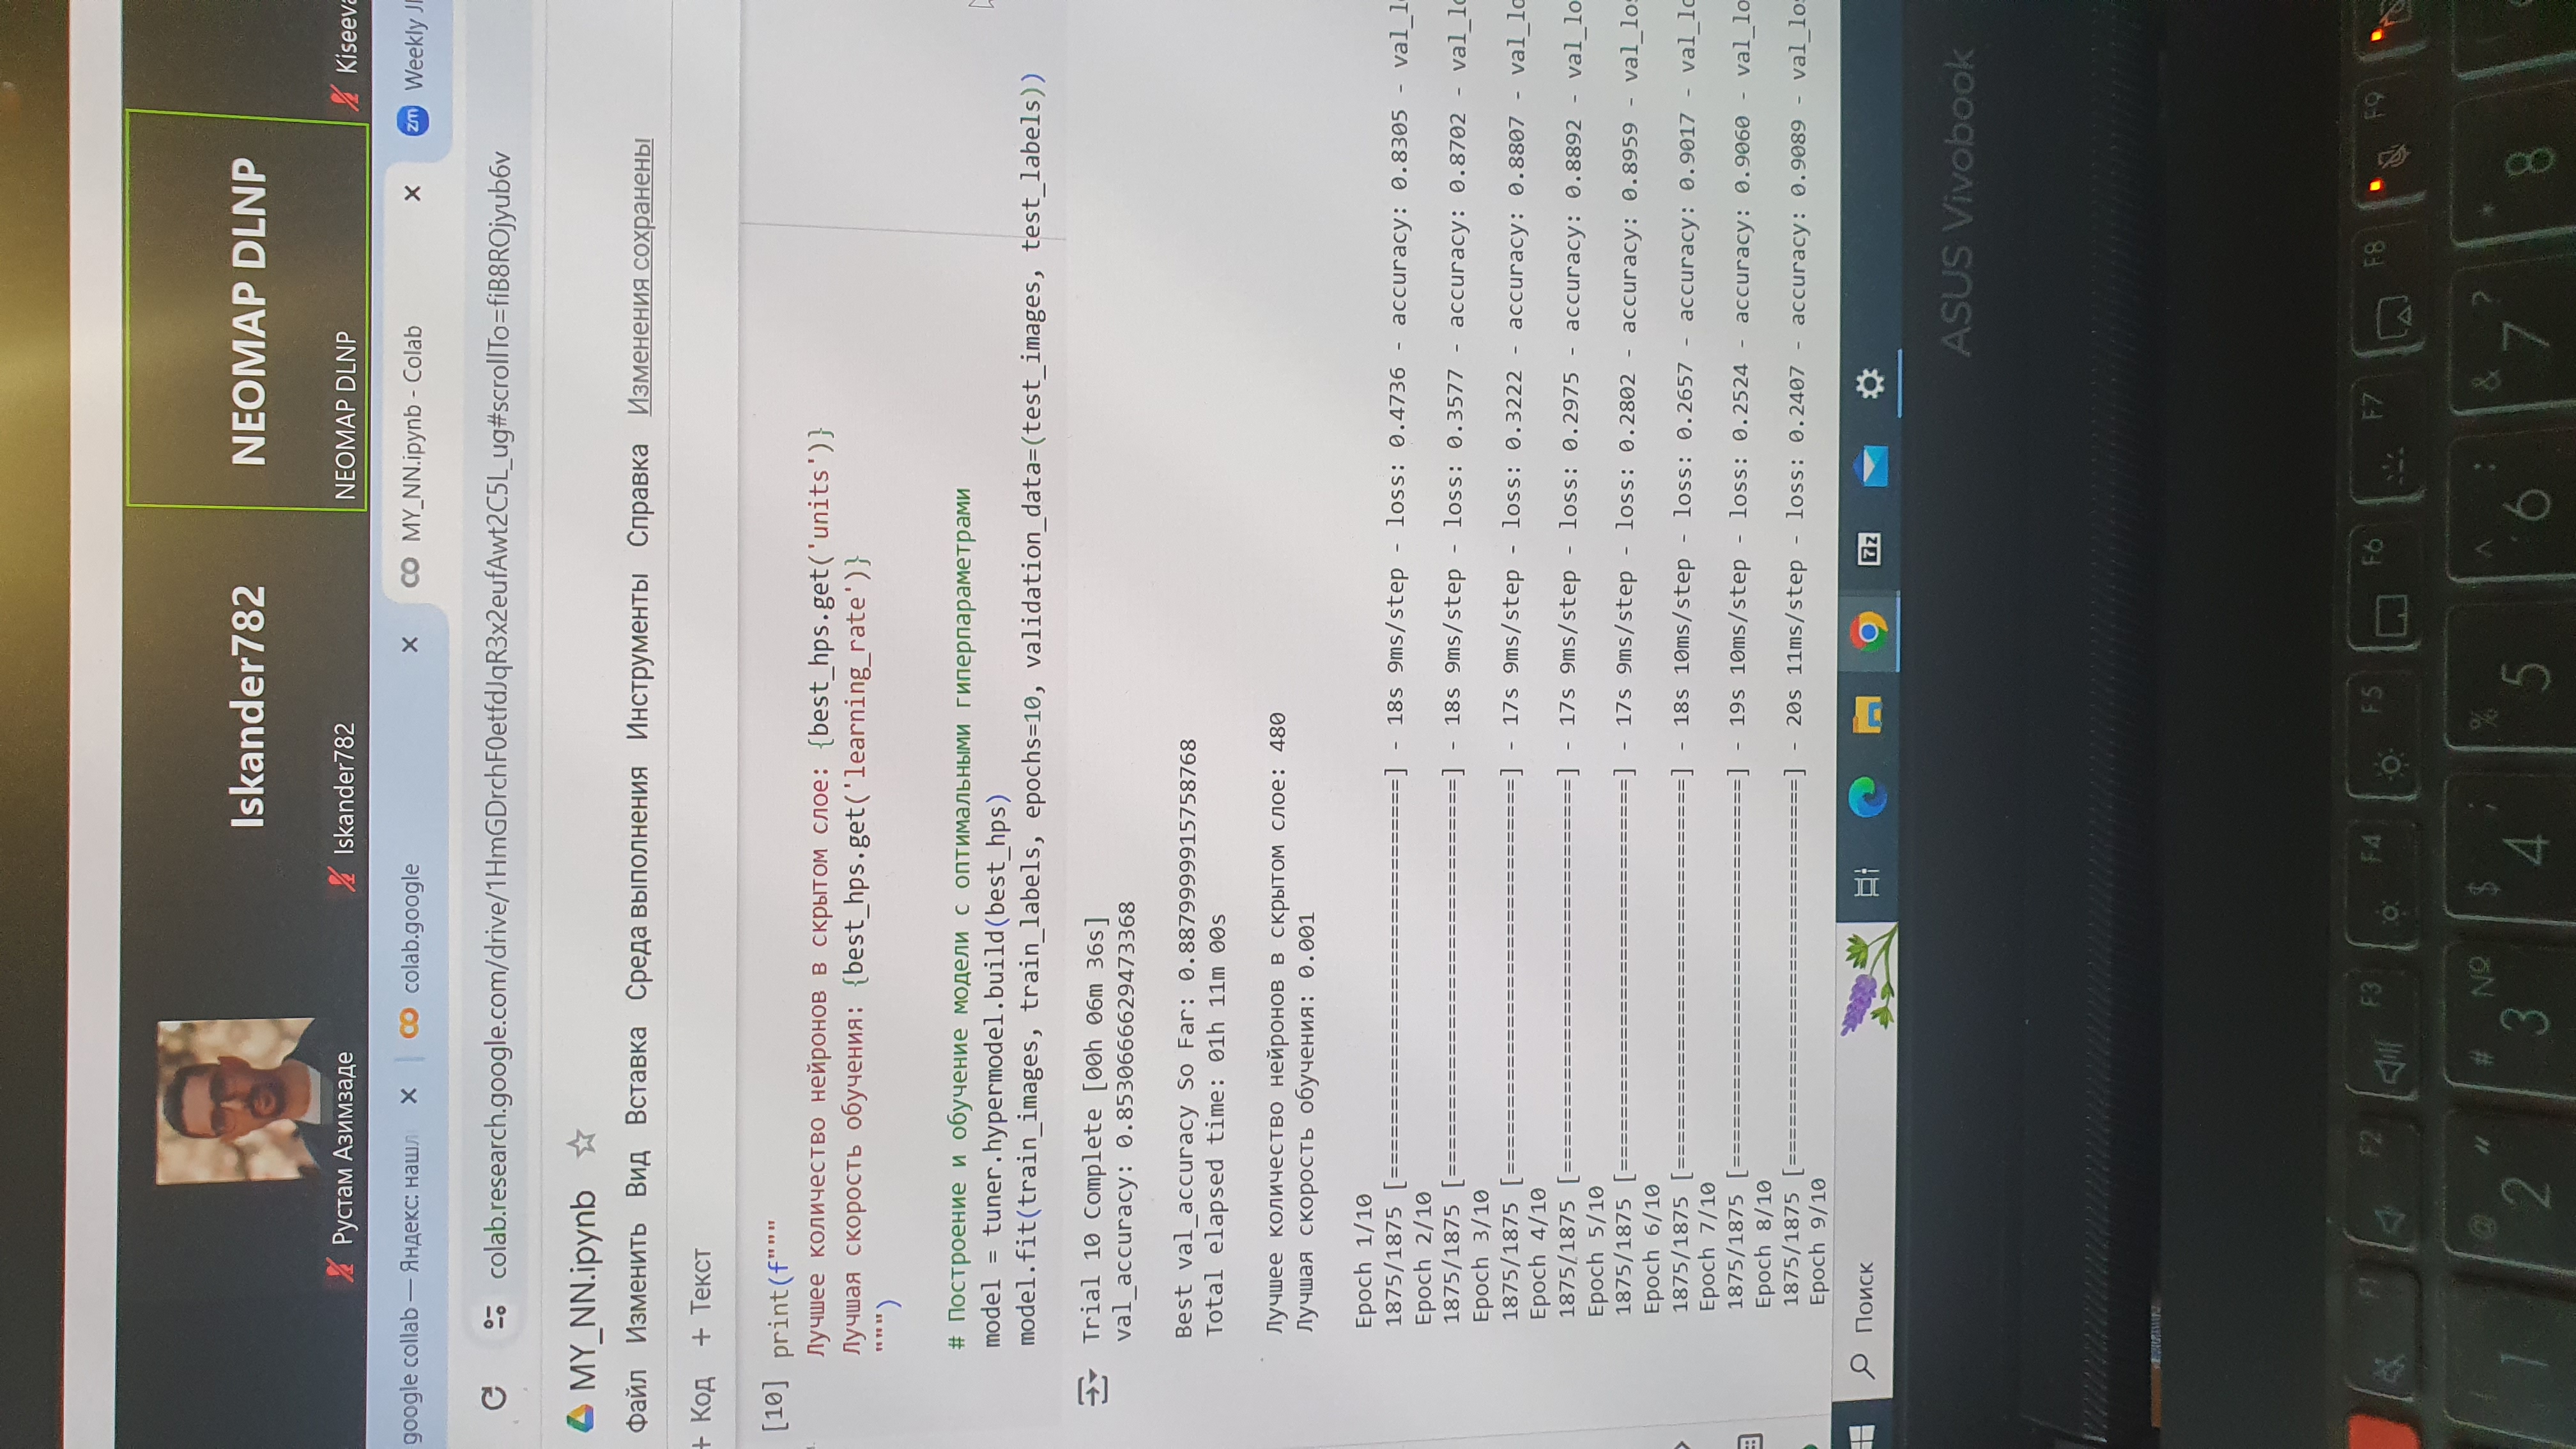 Iskander782
NEOMAP DLNP
Рустам Азимзаде
Iskander782
NEOMAP DLNP
Kiseeva
google collab — Яндекс: нашл
colab.google
MY_NN.ipynb - Colab
zm
Weekly JI
colab.research.google.com/drive/1HmGDrchF0etfdJqR3x2eufAwt2C5L_ug#scrollTo=fiB8ROjyub6v
MY_NN.ipynb
Файл Изменить Вид Вставка Среда выполнения Инструменты Справка Изменения сохранены
+ Код + Текст
[10] print(f"""
Лучшее количество нейронов в скрытом слое: {best_hps.get('units')}
Лучшая скорость обучения: {best_hps.get('learning_rate')}
""")
# Построение и обучение модели с оптимальными гиперпараметрами
model = tuner.hypermodel.build(best_hps)
model.fit(train_images, train_labels, epochs=10, validation_data=(test_images, test_labels))
Trial 10 Complete [00h 06m 36s]
val_accuracy: 0.8530666629473368
Best val_accuracy So Far: 0.8879999915758768
Total elapsed time: 01h 11m 00s
Лучшее количество нейронов в скрытом слое: 480
Лучшая скорость обучения: 0.001
Epoch 1/10
1875/1875 [==============================] - 18s 9ms/step - loss: 0.4736 - accuracy: 0.8305 - val_l
Epoch 2/10
1875/1875 [==============================] - 18s 9ms/step - loss: 0.3577 - accuracy: 0.8702 - val_lo
Epoch 3/10
1875/1875 [==============================] - 17s 9ms/step - loss: 0.3222 - accuracy: 0.8807 - val_lo
Epoch 4/10
1875/1875 [==============================] - 17s 9ms/step - loss: 0.2975 - accuracy: 0.8892 - val_lo
Epoch 5/10
1875/1875 [==============================] - 17s 9ms/step - loss: 0.2802 - accuracy: 0.8959 - val_los
Epoch 6/10
1875/1875 [==============================] - 18s 10ms/step - loss: 0.2657 - accuracy: 0.9017 - val_lo
Epoch 7/10
1875/1875 [==============================] - 19s 10ms/step - loss: 0.2524 - accuracy: 0.9060 - val_lo
Epoch 8/10
1875/1875 [==============================] - 20s 11ms/step - loss: 0.2407 - accuracy: 0.9089 - val_los
Epoch 9/10
Поиск
7z
ASUS Vivobook
F1 F2 F3 F4 F5 F6 F7 F8 F9
! @ " # № $ ; % ^ : & ? *
1 2 3 4 5 6 7 8